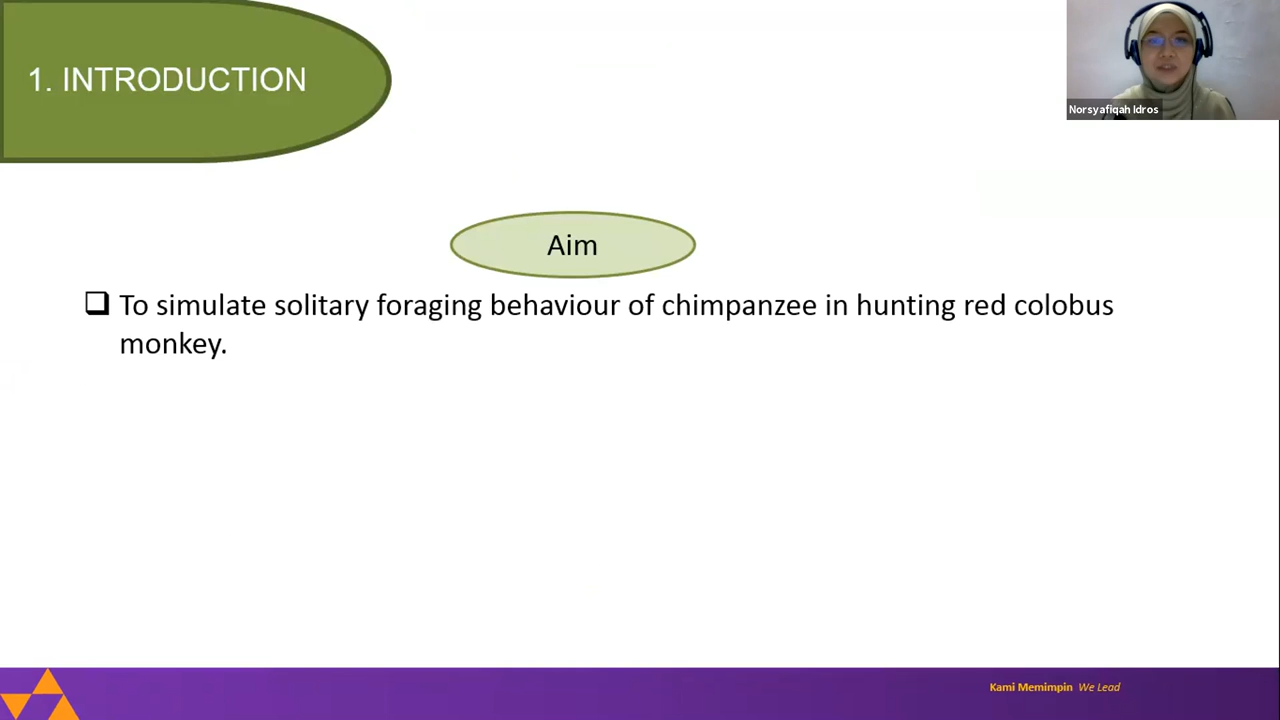 1. INTRODUCTION
Norsyafiqah Idros
Aim
To simulate solitary foraging behaviour of chimpanzee in hunting red colobus
monkey.
Kami Memimpin We Lead